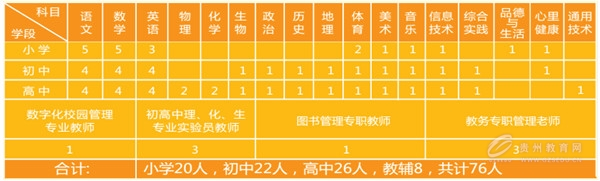 科目 学段 语文 数学 英语 物理 化学 生物 政治 历史 地理 体育 美术 音乐 信息技术 综合实践 品德与生活 心里健康 通用技术
小学 5 5 3 2 1 1 1 1 1
初中 4 4 4 1 1 1 1 1 1 1 1 1 1
高中 4 4 4 2 2 1 1 1 1 1 1 1 1 1 1
数字化校园管理专业教师 初高中理、化、生专业实验员教师 图书管理专职教师 教务专职管理老师
1 3 1 3
贵州教育网
合计: 小学20人，初中22人，高中26人，教辅8，共计76人